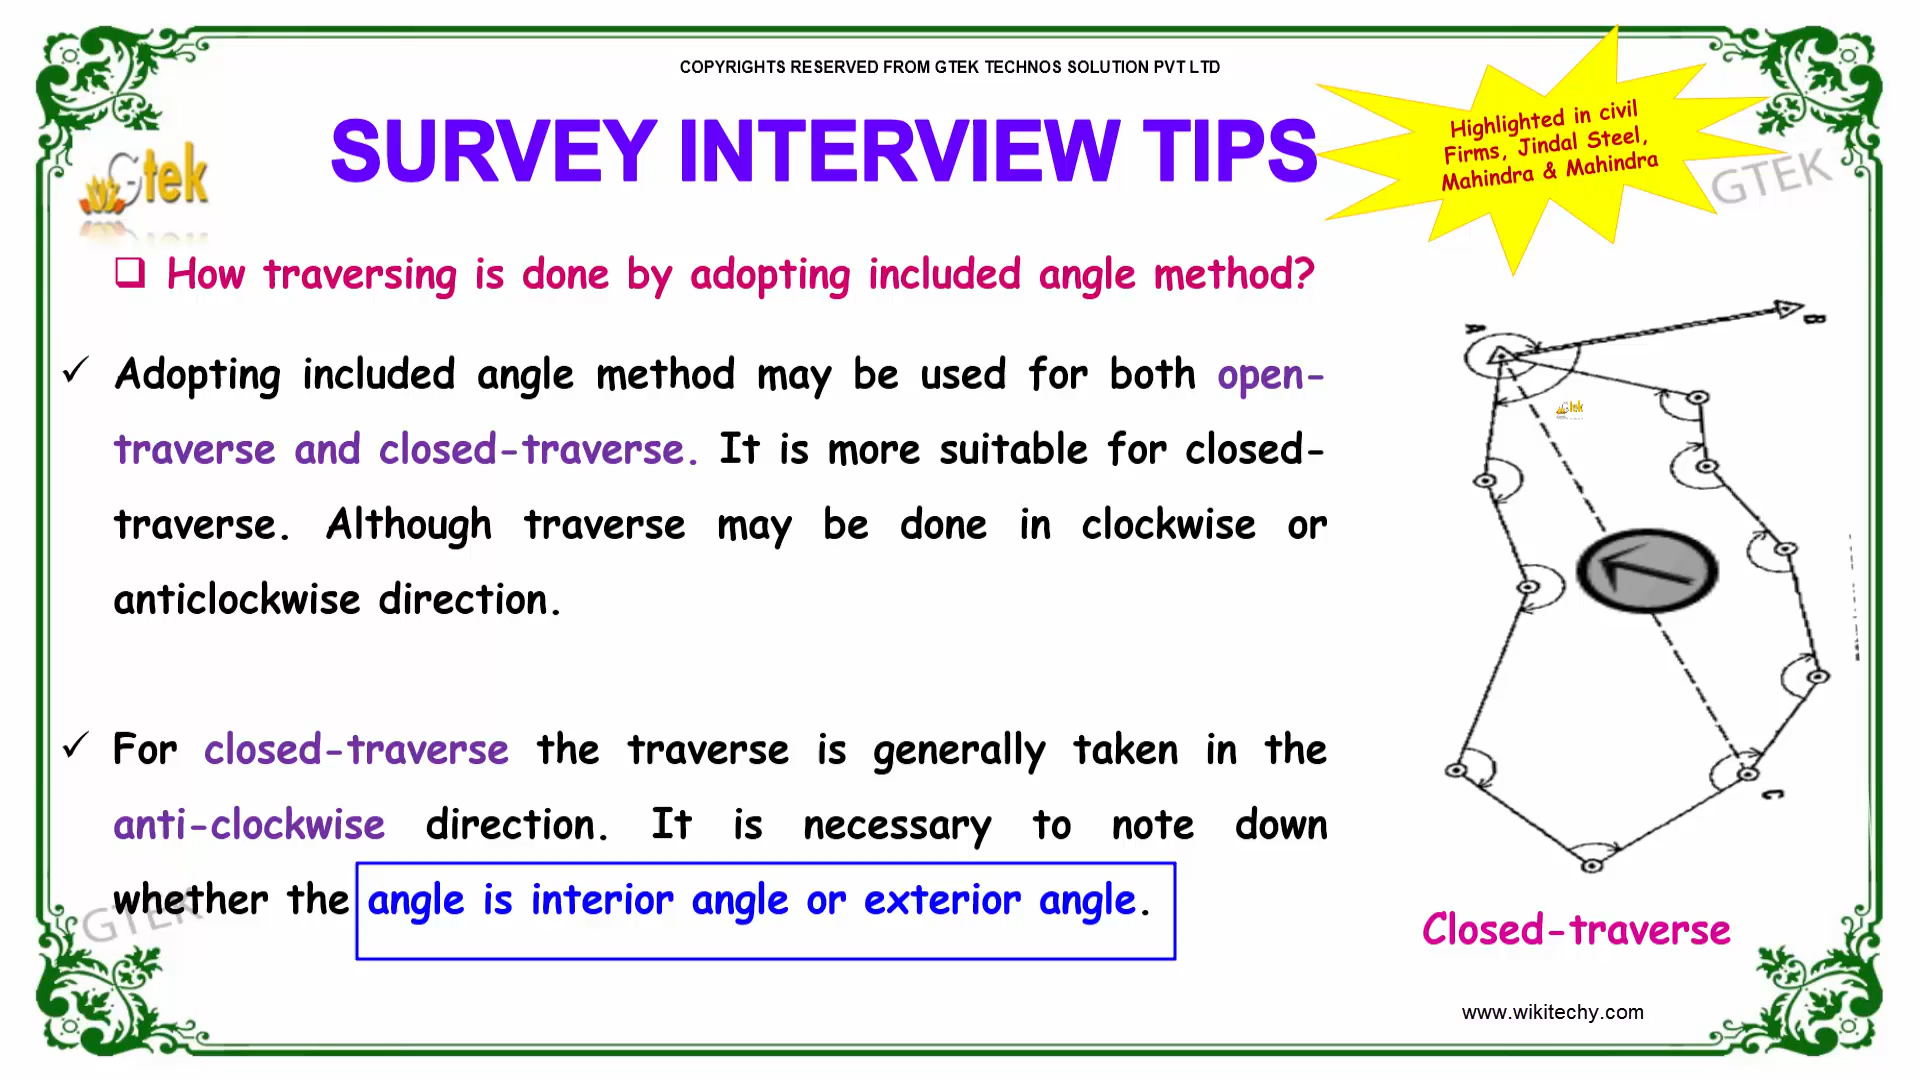 COPYRIGHTS RESERVED FROM GTEK TECHNOS SOLUTION PVT LTD
SURVEY INTERVIEW TIPS
Highlighted in civil
Firms, Jindal Steel,
Mahindra & Mahindra
Gtek
GTEK
How traversing is done by adopting included angle method?
Adopting included angle method may be used for both open-
traverse and closed-traverse. It is more suitable for closed-
traverse. Although traverse may be done in clockwise or
anticlockwise direction.
For closed-traverse the traverse is generally taken in the
anti-clockwise direction. It is necessary to note down
whether the angle is interior angle or exterior angle.
GTEK
A
B
Gtek
C
Closed-traverse
www.wikitechy.com